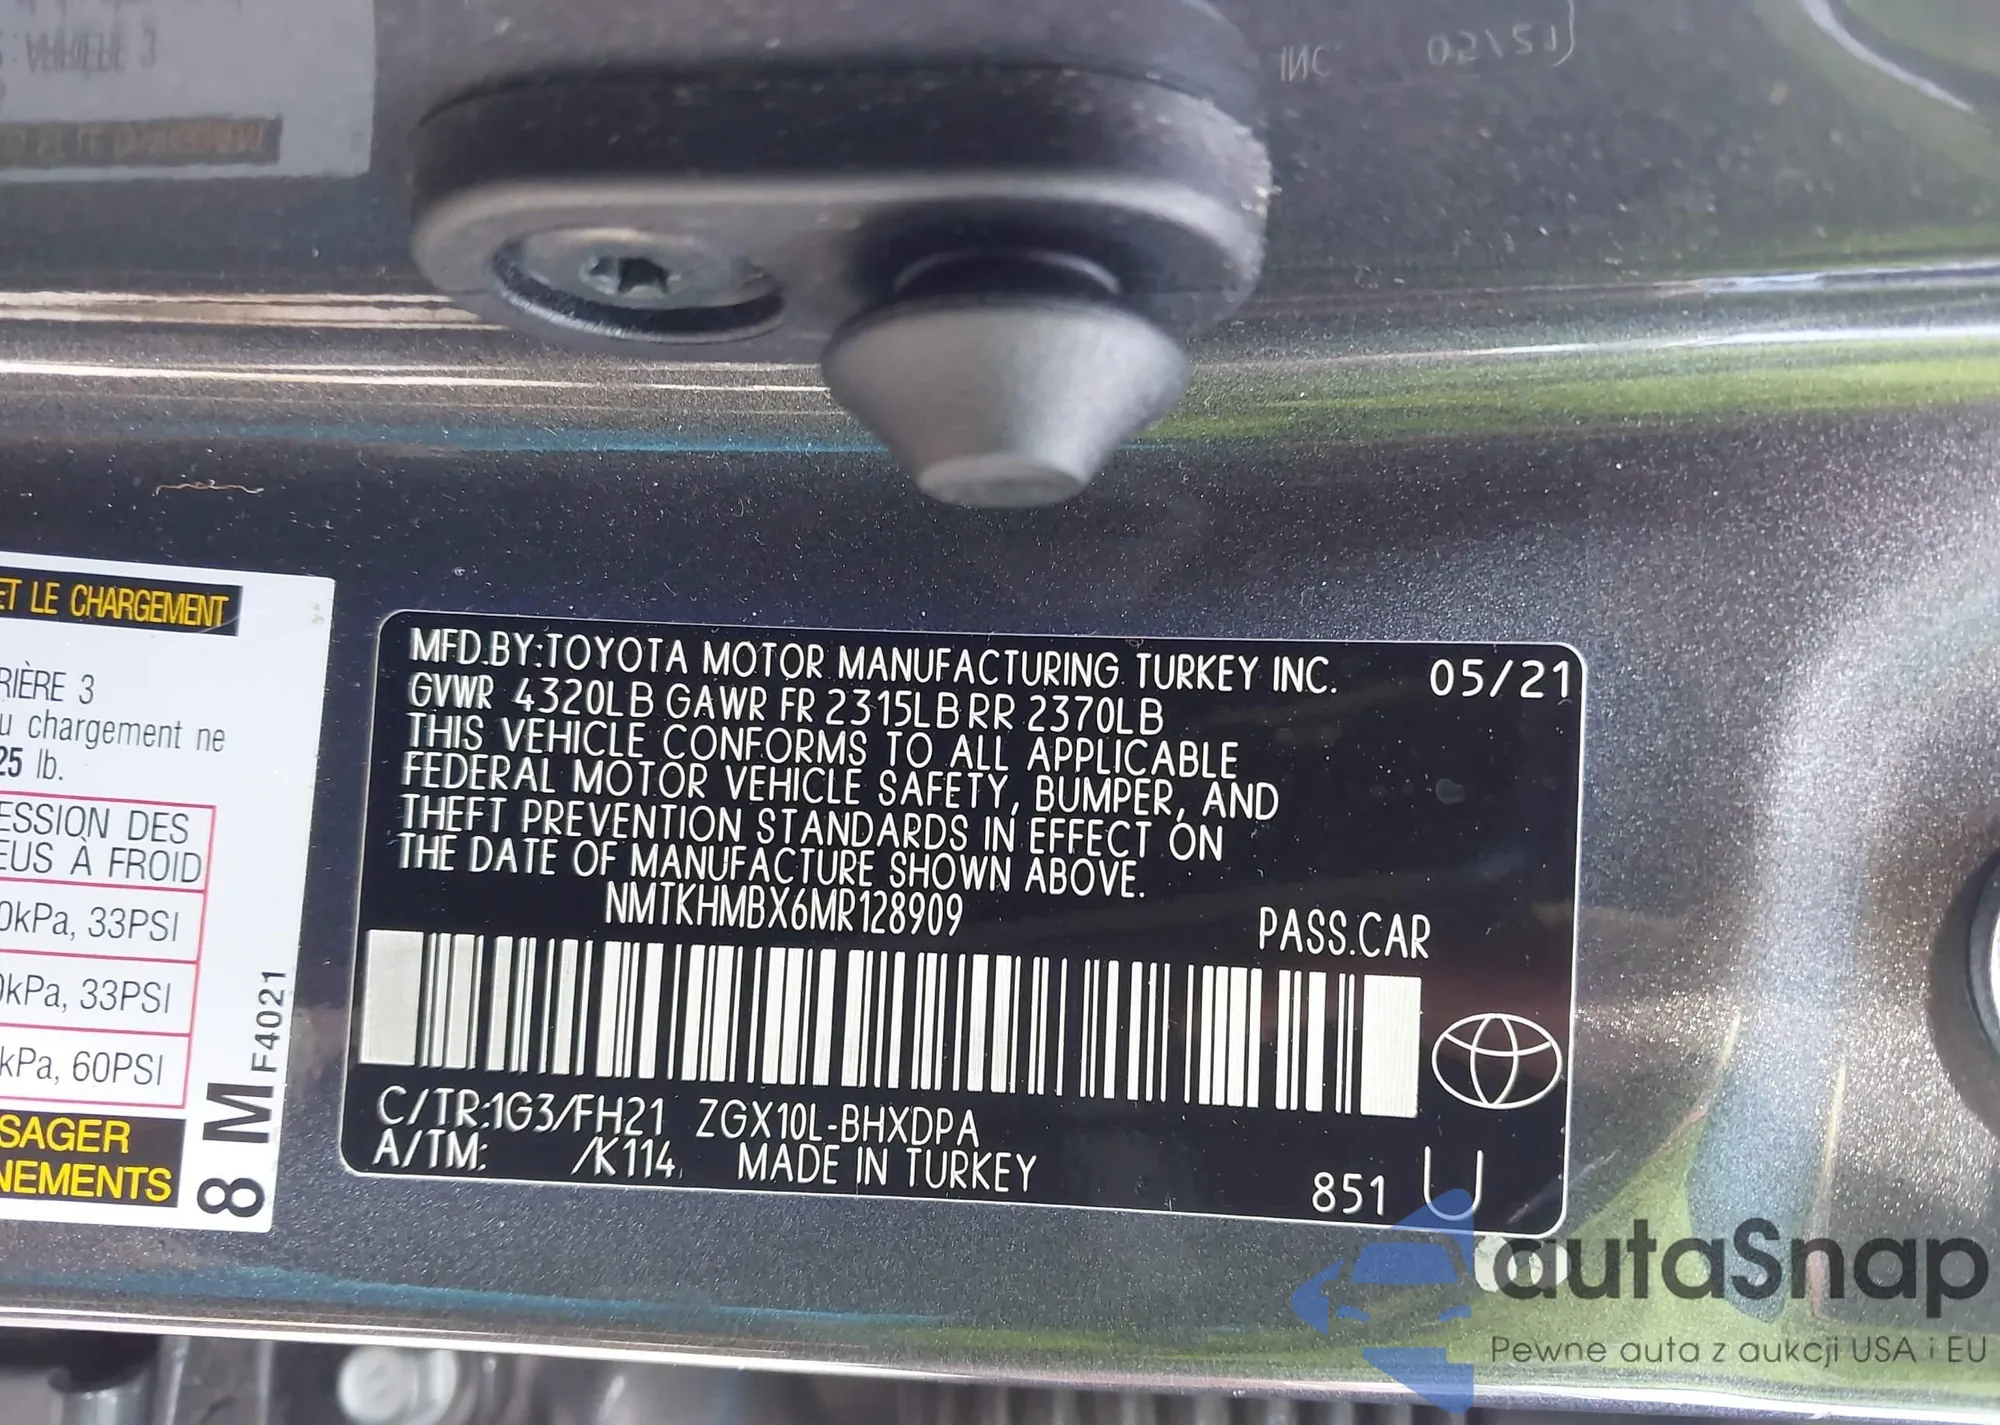 INC 05/21
ET LE CHARGEMENT
RIÈRE 3
u chargement ne
25 lb.
ESSION DES
EUS À FROID
0kPa, 33PSI
0kPa, 33PSI
kPa, 60PSI
SAGER
NEMENTS
8 M F4021
MFD.BY:TOYOTA MOTOR MANUFACTURING TURKEY INC. 05/21
GVWR 4320LB GAWR FR 2315LB RR 2370LB
THIS VEHICLE CONFORMS TO ALL APPLICABLE
FEDERAL MOTOR VEHICLE SAFETY, BUMPER, AND
THEFT PREVENTION STANDARDS IN EFFECT ON
THE DATE OF MANUFACTURE SHOWN ABOVE.
NMTKHMBX6MR128909 PASS.CAR
C/TR:1G3/FH21 ZGX10L-BHXDPA
A/TM: /K114 MADE IN TURKEY
851 U
autaSnap
Pewne auta z aukcji USA i EU